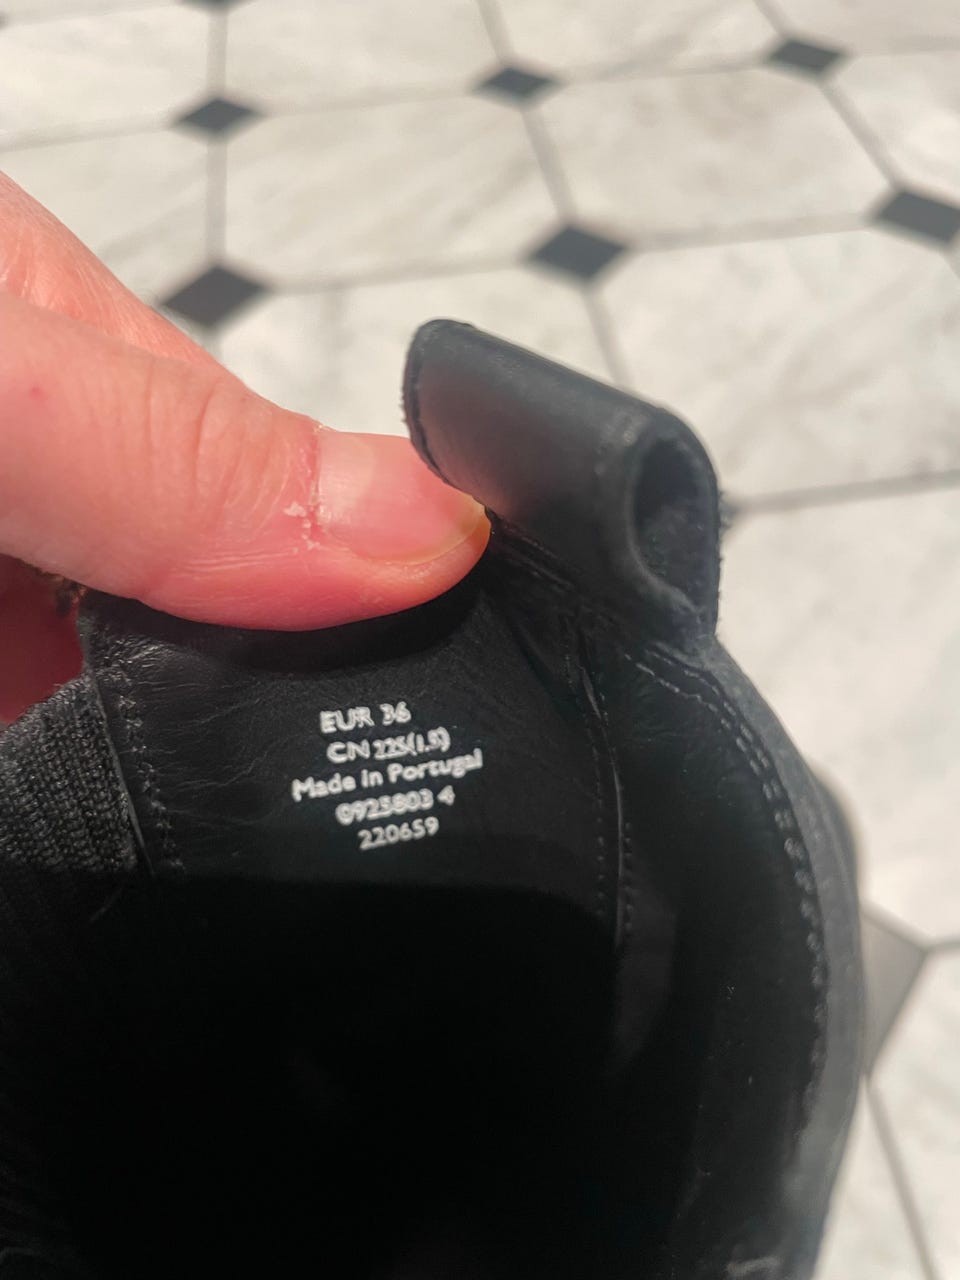 EUR 36
CN 225(1.5)
Made in Portugal
0925803 4
220659